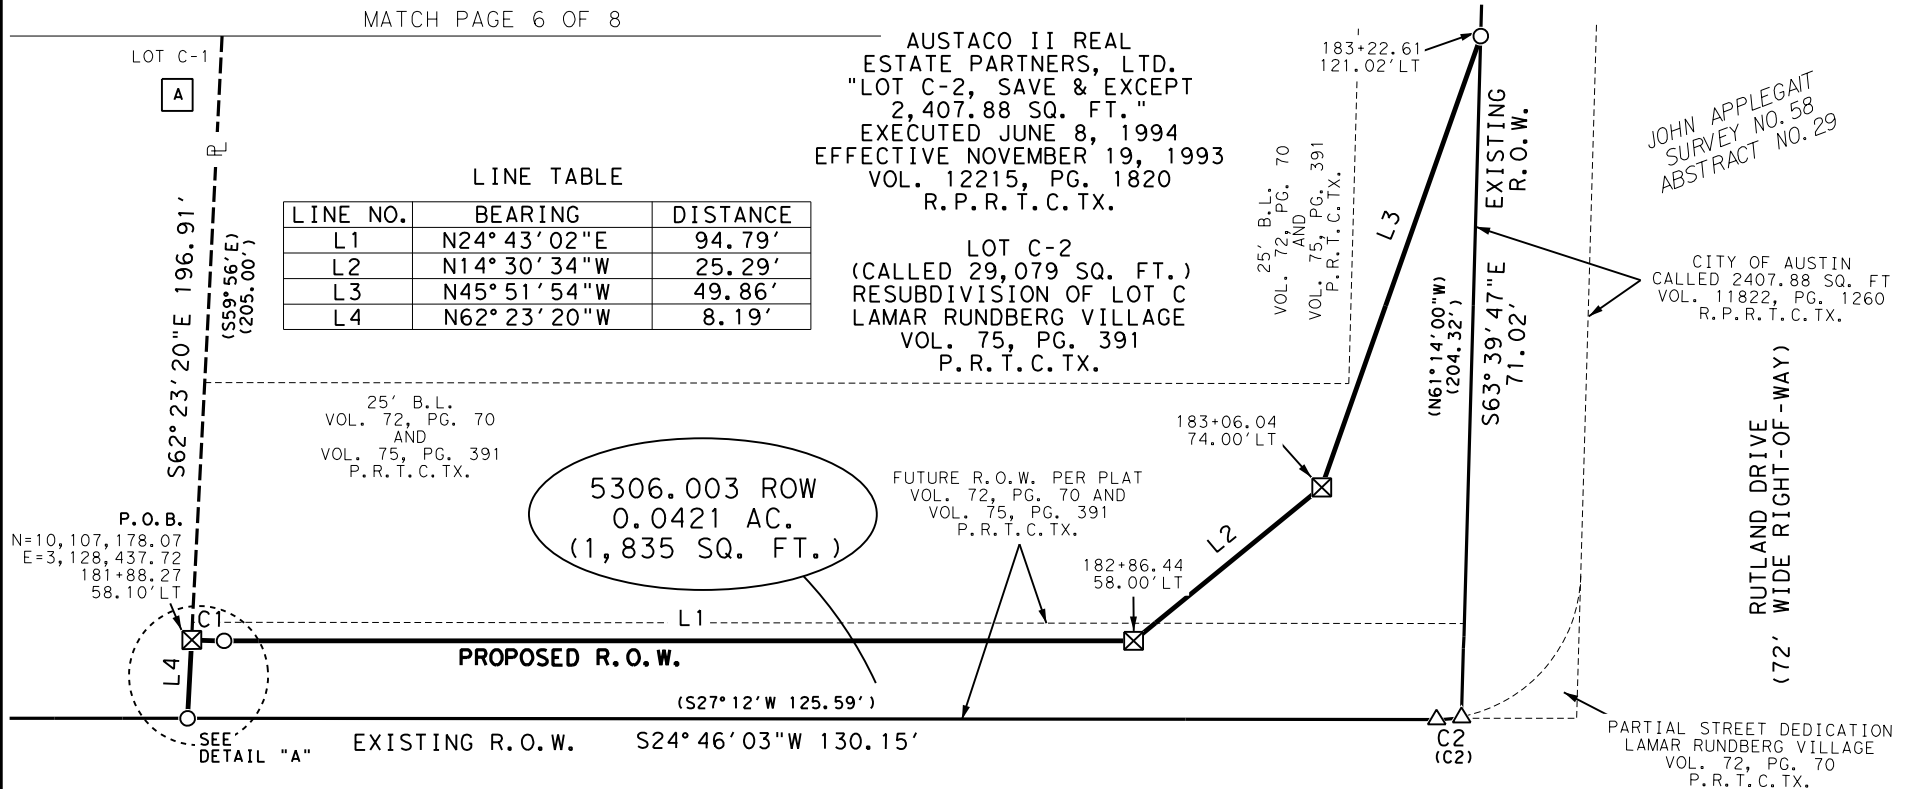 MATCH PAGE 6 OF 8
LOT C-1
A
PL
S62°23'20"E 196.91'
(S59°56'E)
(205.00')
LINE TABLE
LINE NO. BEARING DISTANCE
L1 N24°43'02"E 94.79'
L2 N14°30'34"W 25.29'
L3 N45°51'54"W 49.86'
L4 N62°23'20"W 8.19'
AUSTACO II REAL
ESTATE PARTNERS, LTD.
"LOT C-2, SAVE & EXCEPT
2,407.88 SQ. FT."
EXECUTED JUNE 8, 1994
EFFECTIVE NOVEMBER 19, 1993
VOL. 12215, PG. 1820
R.P.R.T.C.TX.
LOT C-2
(CALLED 29,079 SQ. FT.)
RESUBDIVISION OF LOT C
LAMAR RUNDBERG VILLAGE
VOL. 75, PG. 391
P.R.T.C.TX.
25' B.L.
VOL. 72, PG. 70
AND
VOL. 75, PG. 391
P.R.T.C.TX.
183+22.61
121.02'LT
L3
EXISTING
R.O.W.
(N61°14'00"W)
(204.32')
S63°39'47"E
71.02'
JOHN APPLEGAIT
SURVEY NO. 58
ABSTRACT NO. 29
CITY OF AUSTIN
CALLED 2407.88 SQ. FT
VOL. 11822, PG. 1260
R.P.R.T.C.TX.
RUTLAND DRIVE
(72' WIDE RIGHT-OF-WAY)
25' B.L.
VOL. 72, PG. 70
AND
VOL. 75, PG. 391
P.R.T.C.TX.
5306.003 ROW
0.0421 AC.
(1,835 SQ. FT.)
FUTURE R.O.W. PER PLAT
VOL. 72, PG. 70 AND
VOL. 75, PG. 391
P.R.T.C.TX.
183+06.04
74.00'LT
L2
182+86.44
58.00'LT
P.O.B.
N=10,107,178.07
E=3,128,437.72
181+88.27
58.10'LT
C1
L1
L4
PROPOSED R.O.W.
(S27°12'W 125.59')
SEE
DETAIL "A"
EXISTING R.O.W. S24°46'03"W 130.15'
C2
(C2)
PARTIAL STREET DEDICATION
LAMAR RUNDBERG VILLAGE
VOL. 72, PG. 70
P.R.T.C.TX.